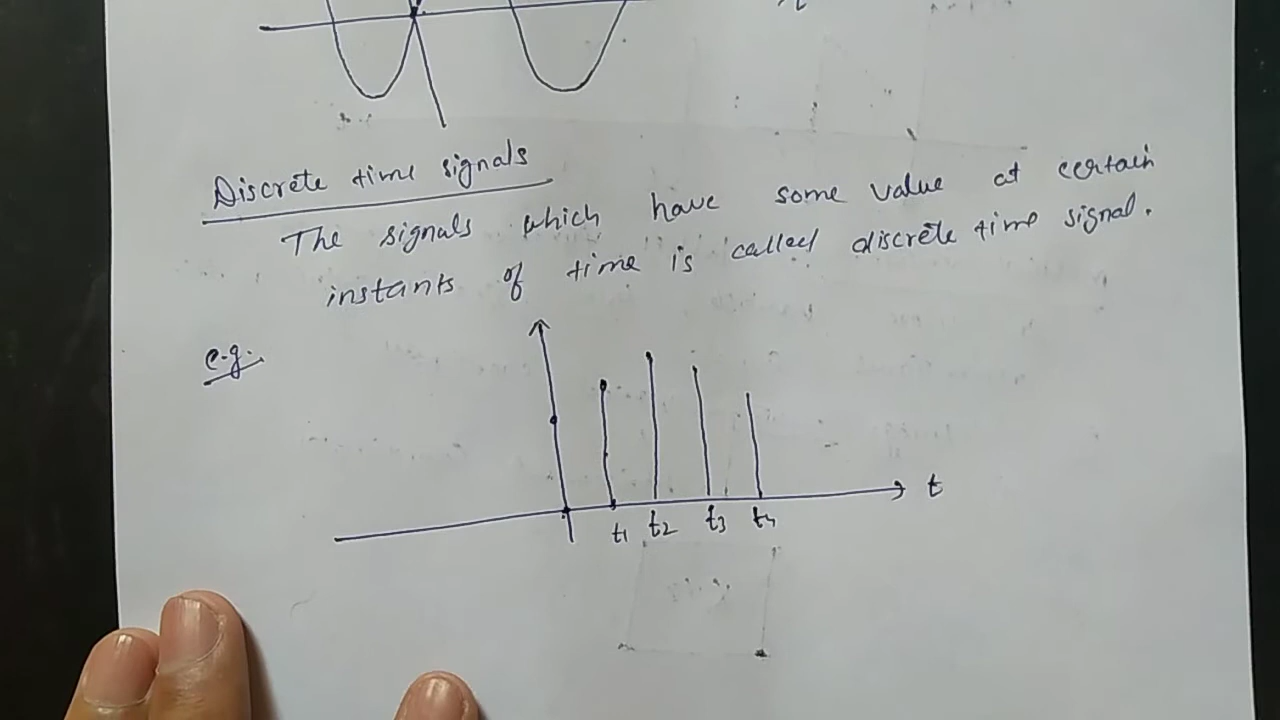 Discrete time signals
The signals which have some value at certain
instants of time is called discrete time signal.
e.g.
t
t1 t2 t3 t4